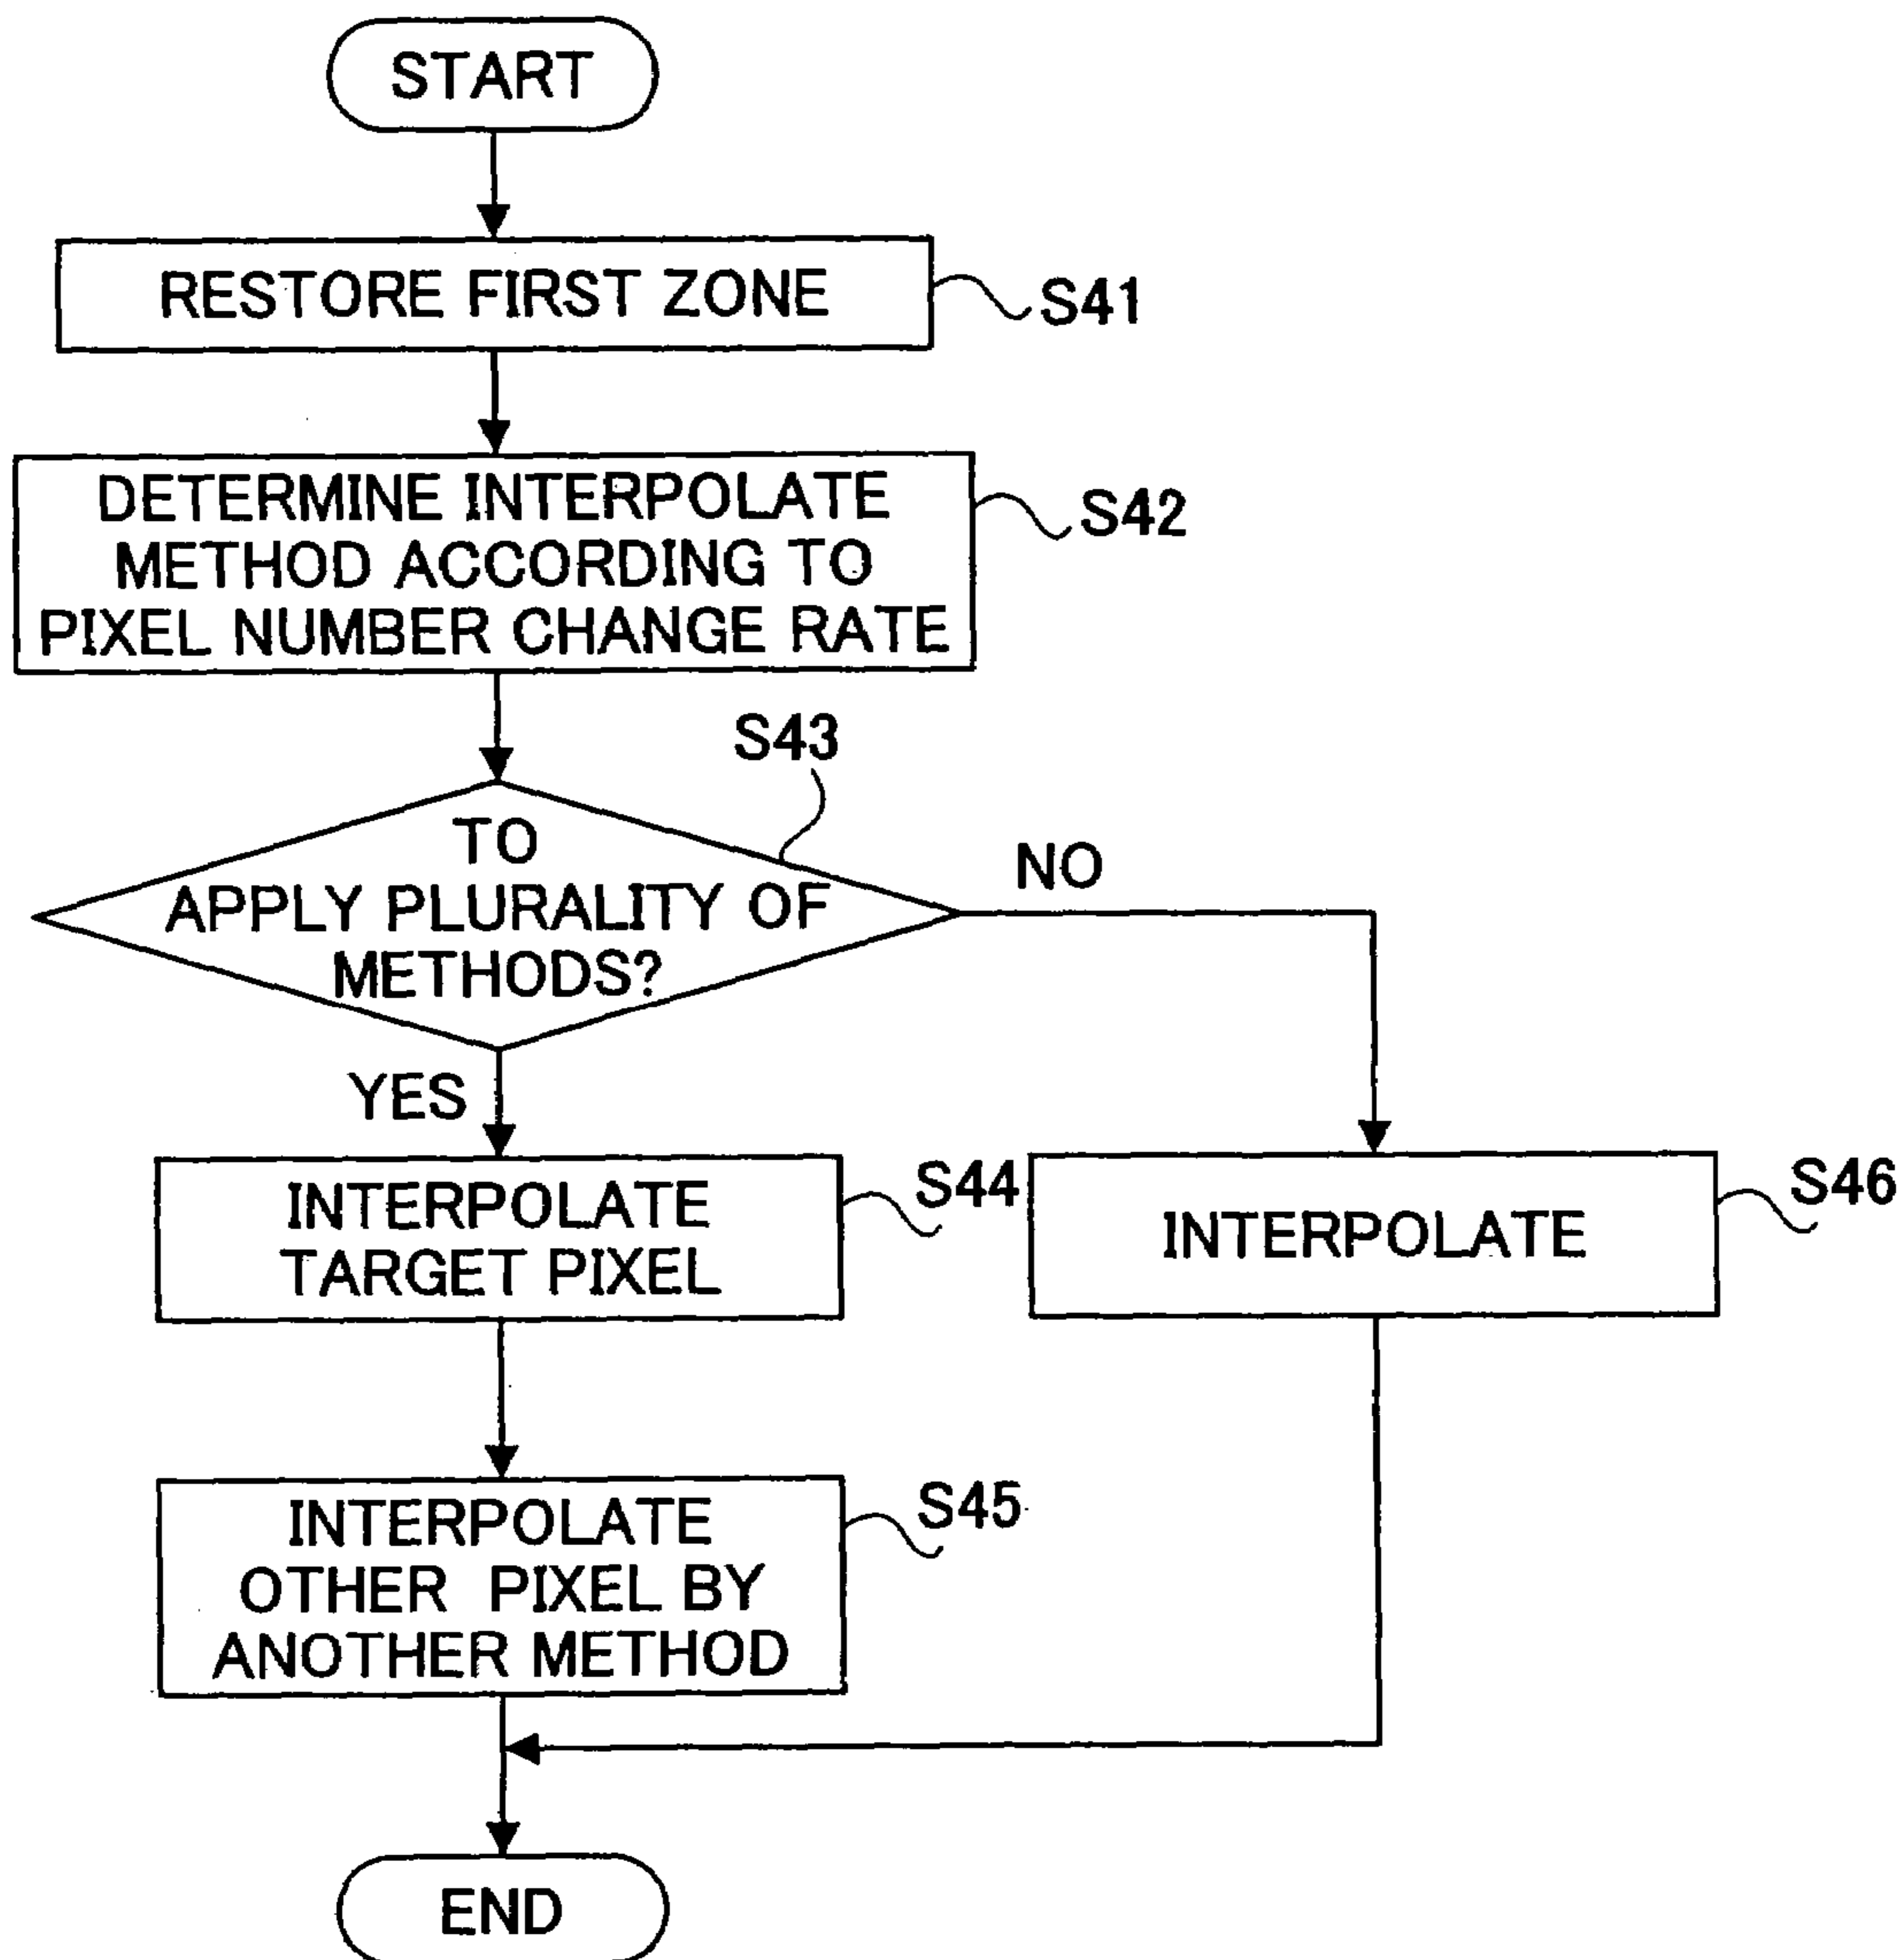 START
RESTORE FIRST ZONE
S41
DETERMINE INTERPOLATE
METHOD ACCORDING TO
PIXEL NUMBER CHANGE RATE
S42
S43
TO
APPLY PLURALITY OF
METHODS?
NO
YES
INTERPOLATE
TARGET PIXEL
S44
INTERPOLATE
S46
INTERPOLATE
OTHER PIXEL BY
ANOTHER METHOD
S45
END